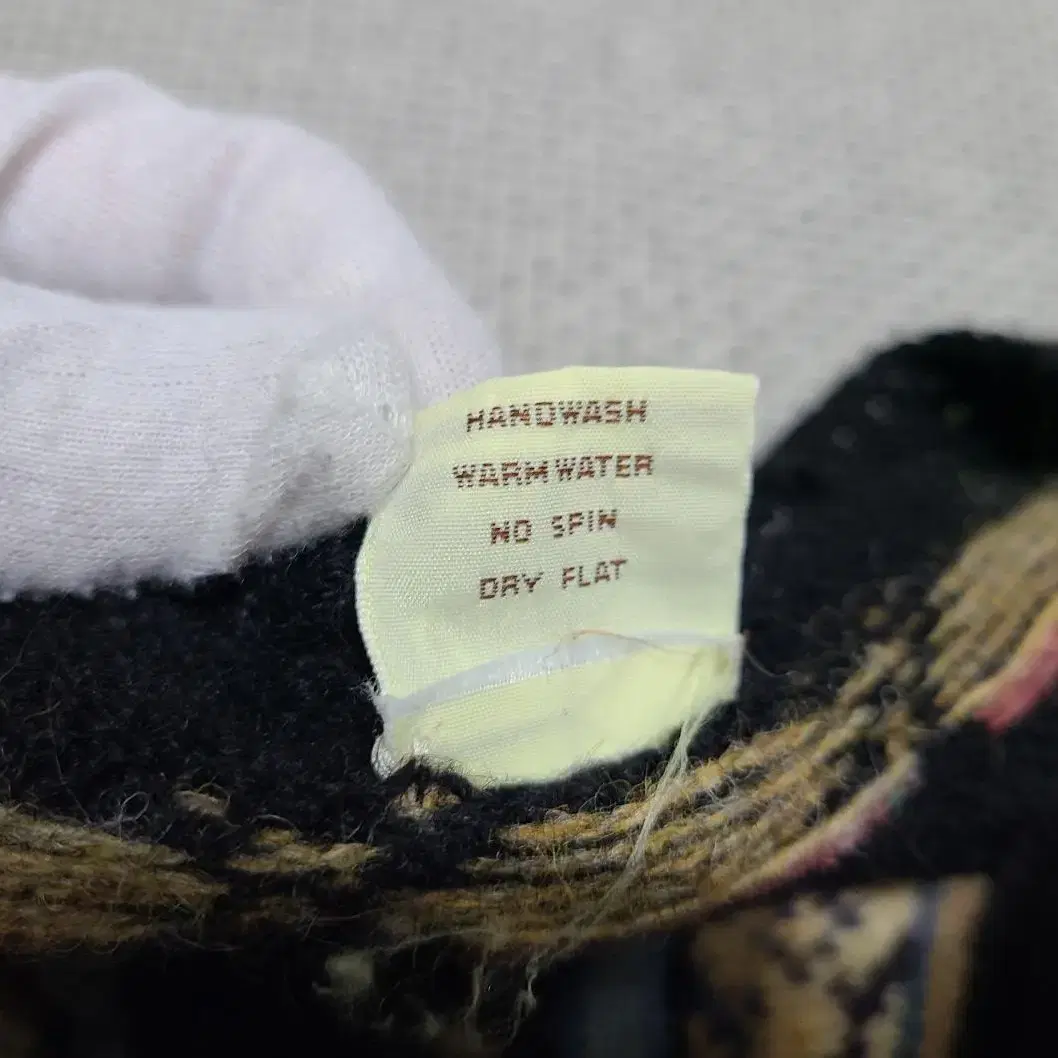 HANDWASH
WARM WATER
NO SPIN
DRY FLAT